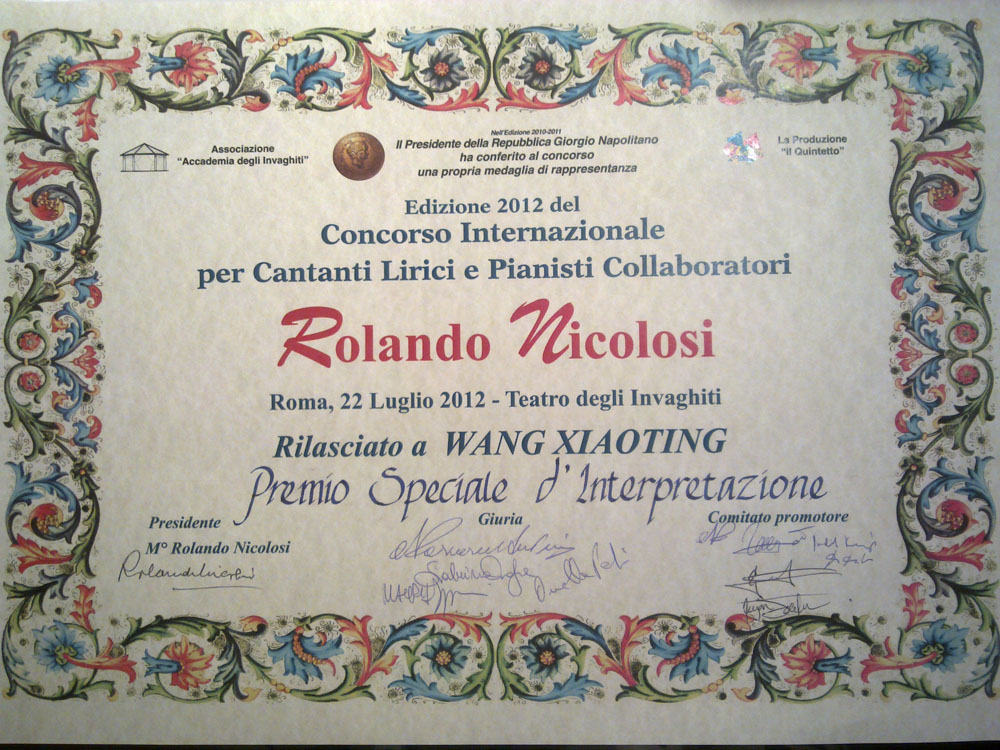 Associazione
“Accademia degli Invaghiti”
Nell'Edizione 2010-2011
Il Presidente della Repubblica Giorgio Napolitano
ha conferito al concorso
una propria medaglia di rappresentanza
La Produzione
“il Quintetto”
Edizione 2012 del
Concorso Internazionale
per Cantanti Lirici e Pianisti Collaboratori
Rolando Nicolosi
Roma, 22 Luglio 2012 - Teatro degli Invaghiti
Rilasciato a WANG XIAOTING
Premio Speciale d'Interpretazione
Presidente
M° Rolando Nicolosi
Rolando Nicolosi
Giuria
Comitato promotore